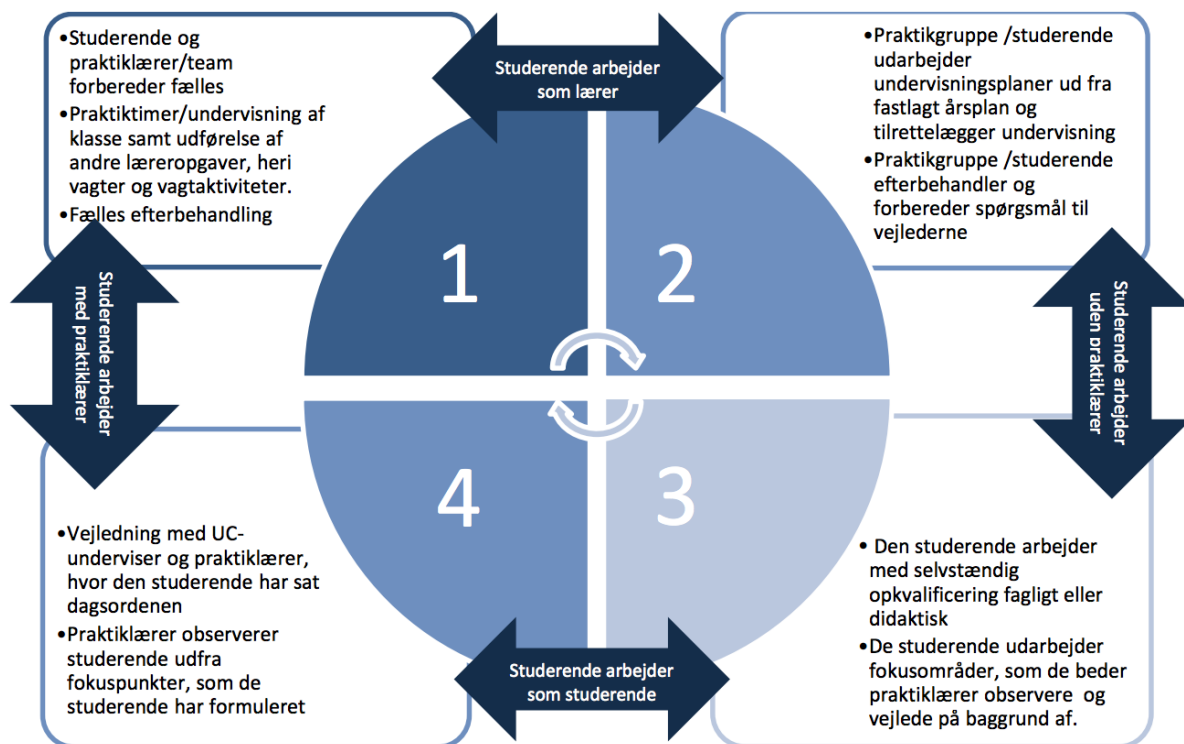 •Studerende og
praktiklærer/team
forbereder fælles
•Praktiktimer/undervisning af
klasse samt udførelse af
andre læreropgaver, heri
vagter og vagtaktiviteter.
•Fælles efterbehandling
Studerende arbejder
som lærer
•Praktikgruppe /studerende
udarbejder
undervisningsplaner ud fra
fastlagt årsplan og
tilrettelægger undervisning
•Praktikgruppe /studerende
efterbehandler og
forbereder spørgsmål til
vejlederne
1
2
Studerende arbejder
med praktiklærer
Studerende arbejder
uden praktiklærer
4
3
•Vejledning med UC-
underviser og praktiklærer,
hvor den studerende har sat
dagsordenen
•Praktiklærer observerer
studerende udfra
fokuspunkter, som de
studerende har formuleret
Studerende arbejder
som studerende
• Den studerende arbejder
med selvstændig
opkvalificering fagligt eller
didaktisk
•De studerende udarbejder
fokusområder, som de beder
praktiklærer observere og
vejlede på baggrund af.